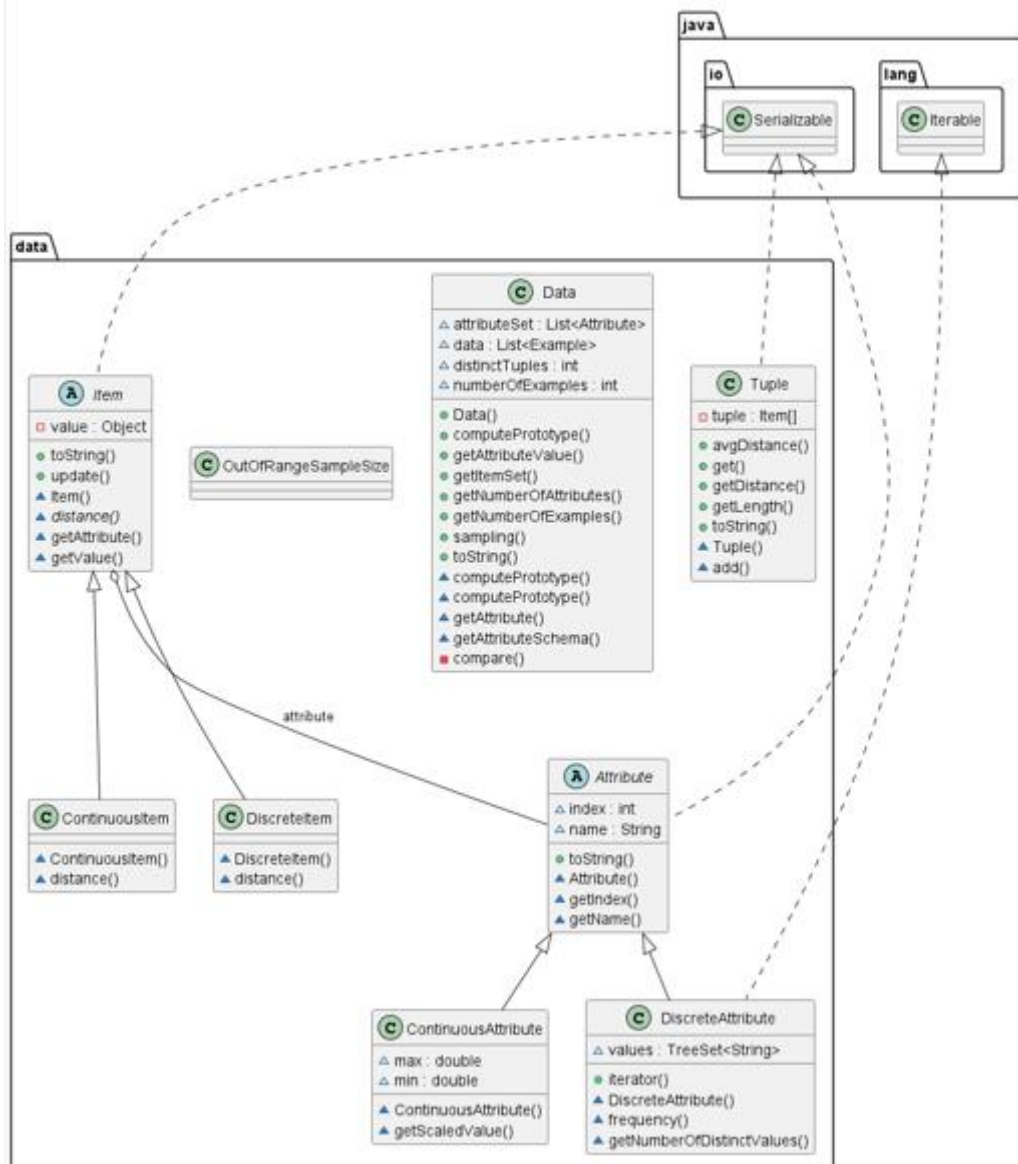 java
io
lang
C Serializable
C Iterable
data
C Data
attributeSet : List<Attribute>
data : List<Example>
distinctTuples : int
numberOfExamples : int
Data()
computePrototype()
getAttributeValue()
getItemSet()
getNumberOfAttributes()
getNumberOfExamples()
sampling()
toString()
computePrototype()
computePrototype()
getAttribute()
getAttributeSchema()
compare()
C Tuple
tuple : Item[]
avgDistance()
get()
getDistance()
getLength()
toString()
Tuple()
add()
A Item
value : Object
toString()
update()
Item()
distance()
getAttribute()
getValue()
C OutOfRangeSampleSize
attribute
A Attribute
index : int
name : String
toString()
Attribute()
getIndex()
getName()
C ContinuousItem
ContinuousItem()
distance()
C DiscreteItem
DiscreteItem()
distance()
C ContinuousAttribute
max : double
min : double
ContinuousAttribute()
getScaledValue()
C DiscreteAttribute
values : TreeSet<String>
iterator()
DiscreteAttribute()
frequency()
getNumberOfDistinctValues()